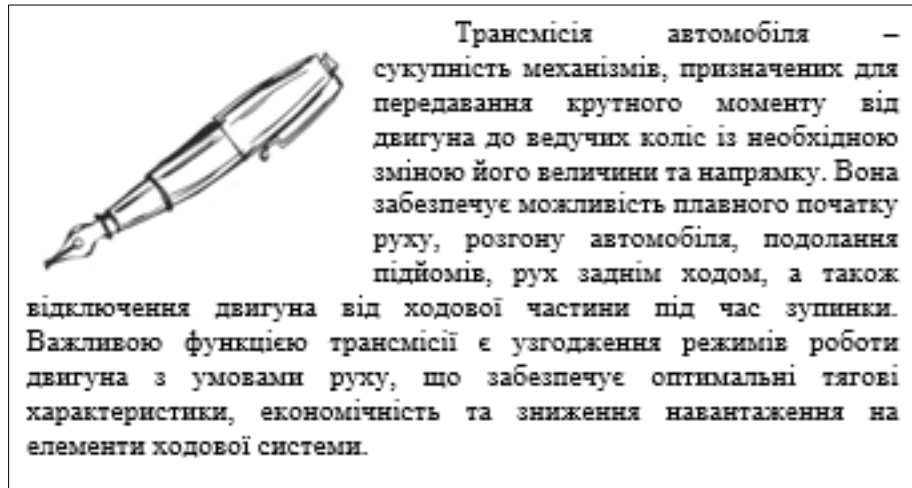 Трансмісія автомобіля –
сукупність механізмів, призначених для
передавання крутного моменту від
двигуна до ведучих коліс із необхідною
зміною його величини та напрямку. Вона
забезпечує можливість плавного початку
руху, розгону автомобіля, подолання
підйомів, рух заднім ходом, а також
відключення двигуна від ходової частини під час зупинки.
Важливою функцією трансмісії є узгодження режимів роботи
двигуна з умовами руху, що забезпечує оптимальні тягові
характеристики, економічність та зниження навантаження на
елементи ходової системи.